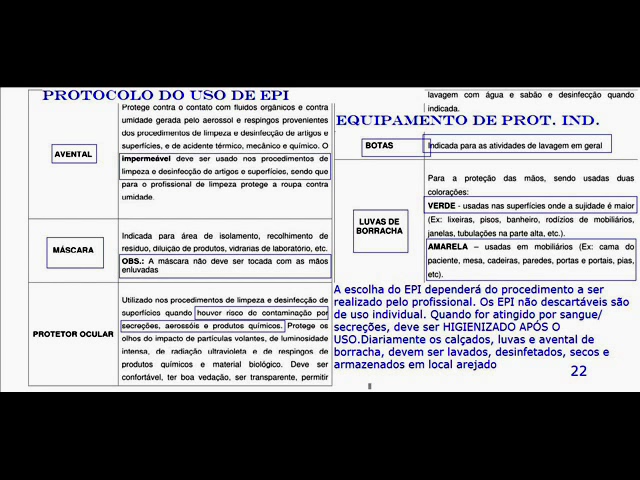 PROTOCOLO DO USO DE EPI
AVENTAL
Protege contra o contato com fluidos orgânicos e contra
umidade gerada pelo aerossol e respingos provenientes
dos procedimentos de limpeza e desinfecção de artigos e
superfícies, e de acidente térmico, mecânico e químico. O
impermeável deve ser usado nos procedimentos de
limpeza e desinfecção de artigos e superfícies, sendo que
para o profissional de limpeza protege a roupa contra
umidade.
MÁSCARA
Indicada para área de isolamento, recolhimento de
resíduo, diluição de produtos, vidrarias de laboratório, etc.
OBS.: A máscara não deve ser tocada com as mãos
enluvadas
PROTETOR OCULAR
Utilizado nos procedimentos de limpeza e desinfecção de
superfícies quando houver risco de contaminação por
secreções, aerossóis e produtos químicos. Protege os
olhos do impacto de partículas volantes, de luminosidade
intensa, de radiação ultravioleta e de respingos de
produtos químicos e material biológico. Deve ser
confortável, ter boa vedação, ser transparente, permitir
lavagem com água e sabão e desinfecção quando
indicada.
EQUIPAMENTO DE PROT. IND.
BOTAS
Indicada para as atividades de lavagem em geral
LUVAS DE
BORRACHA
Para a proteção das mãos, sendo usadas duas
colorações:
VERDE - usadas nas superfícies onde a sujidade é maior
(Ex: lixeiras, pisos, banheiro, rodízios de mobiliários,
janelas, tubulações na parte alta, etc.).
AMARELA – usadas em mobiliários (Ex: cama do
paciente, mesa, cadeiras, paredes, portas e portais, pias,
etc).
A escolha do EPI dependerá do procedimento a ser
realizado pelo profissional. Os EPI não descartáveis são
de uso individual. Quando for atingido por sangue/
secreções, deve ser HIGIENIZADO APÓS O
USO.Diariamente os calçados, luvas e avental de
borracha, devem ser lavados, desinfetados, secos e
armazenados em local arejado
22